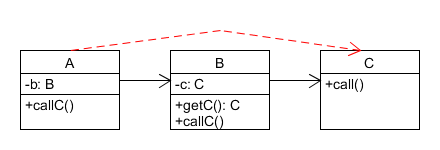 A
-b: B
+callC()
B
-c: C
+getC(): C
+callC()
C
+call()